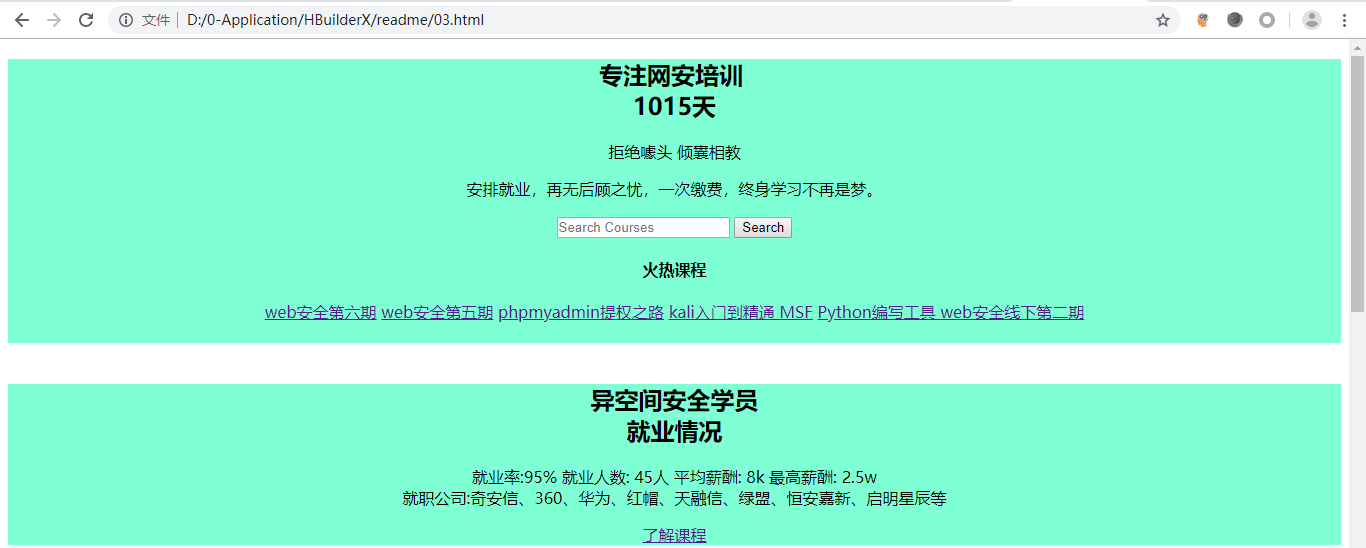 文件 D:/0-Application/HBuilderX/readme/03.html
专注网安培训
1015天
拒绝噱头 倾囊相教
安排就业，再无后顾之忧，一次缴费，终身学习不再是梦。
Search Courses Search
火热课程
web安全第六期 web安全第五期 phpmyadmin提权之路 kali入门到精通 MSF Python编写工具 web安全线下第二期
异空间安全学员
就业情况
就业率:95% 就业人数: 45人 平均薪酬: 8k 最高薪酬: 2.5w
就职公司:奇安信、360、华为、红帽、天融信、绿盟、恒安嘉新、启明星辰等
了解课程